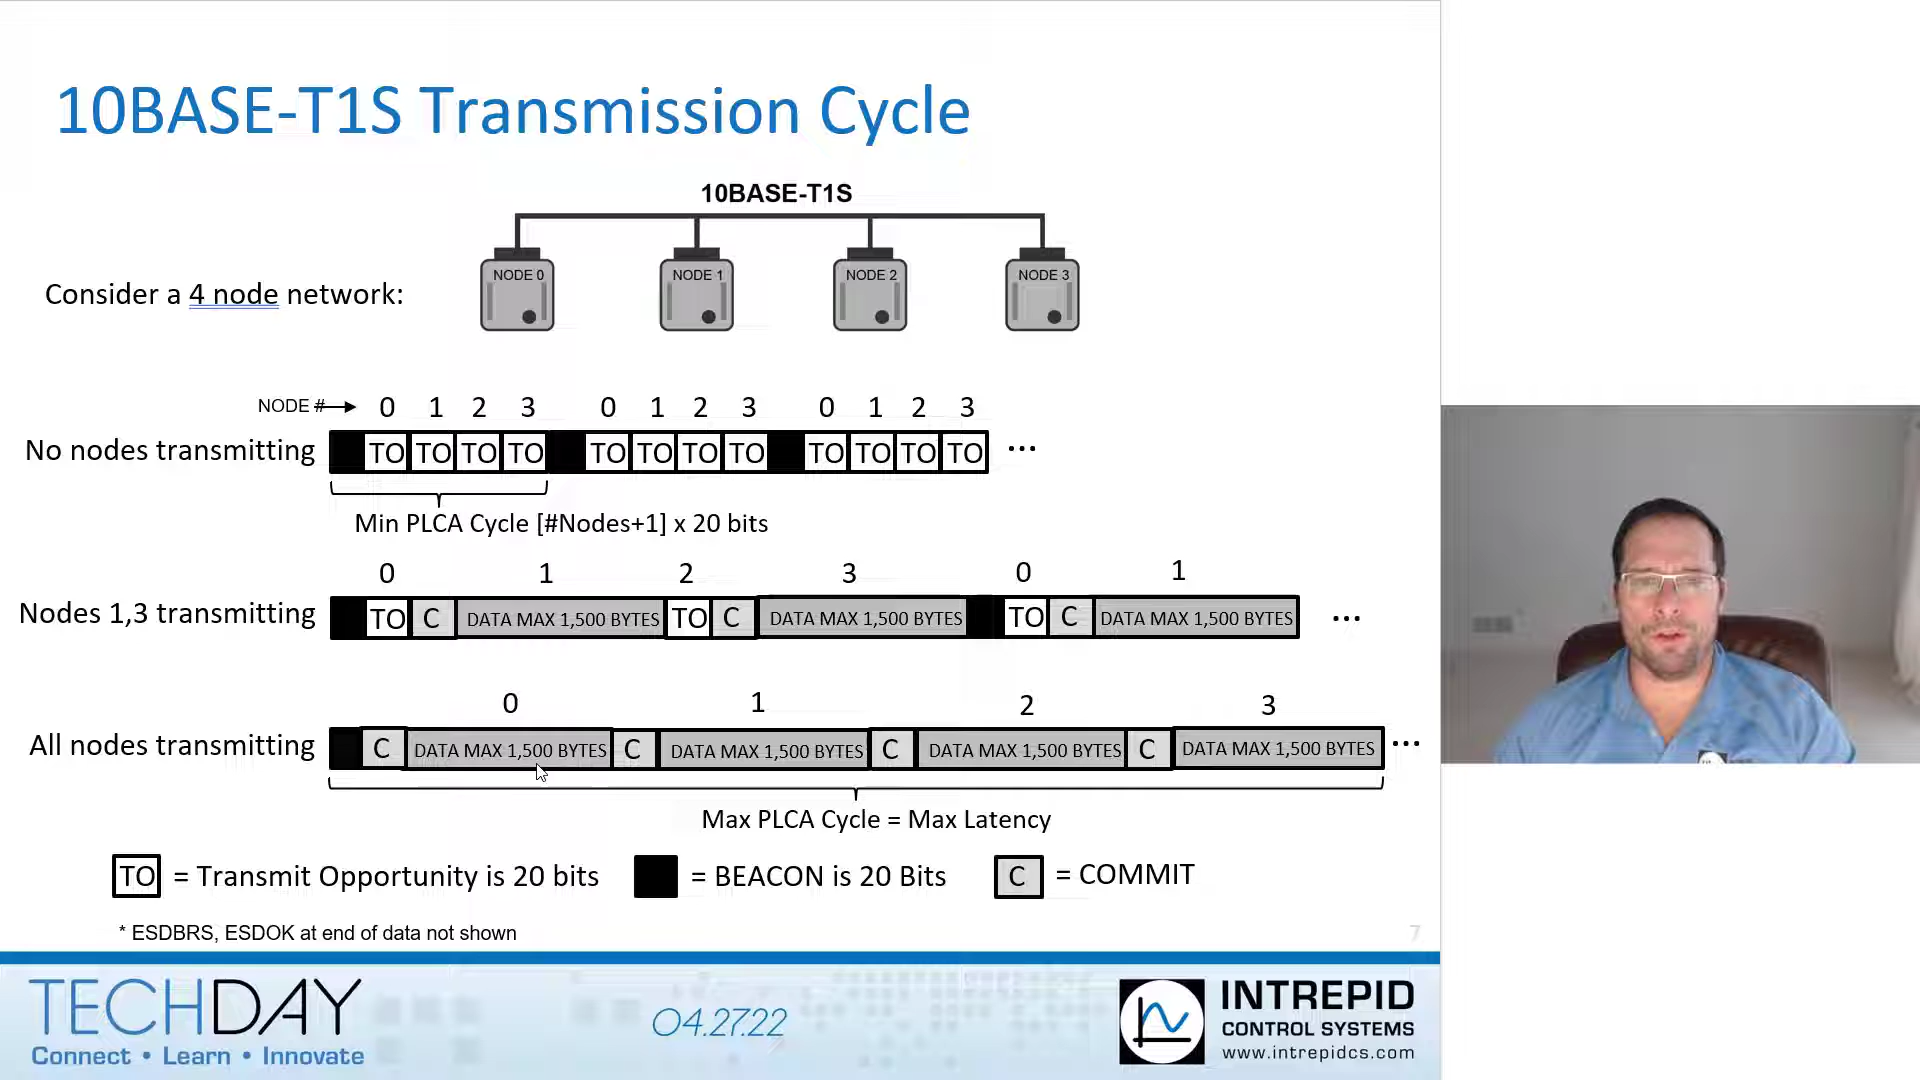 10BASE-T1S Transmission Cycle
10BASE-T1S
Consider a 4 node network:
NODE 0 NODE 1 NODE 2 NODE 3
NODE # 0 1 2 3 0 1 2 3 0 1 2 3
No nodes transmitting TO TO TO TO TO TO TO TO TO TO TO TO ...
Min PLCA Cycle [#Nodes+1] x 20 bits
0 1 2 3 0 1
Nodes 1,3 transmitting TO C DATA MAX 1,500 BYTES TO C DATA MAX 1,500 BYTES TO C DATA MAX 1,500 BYTES ...
0 1 2 3
All nodes transmitting C DATA MAX 1,500 BYTES C DATA MAX 1,500 BYTES C DATA MAX 1,500 BYTES C DATA MAX 1,500 BYTES ...
Max PLCA Cycle = Max Latency
TO = Transmit Opportunity is 20 bits = BEACON is 20 Bits C = COMMIT
* ESDBRS, ESDOK at end of data not shown
7
TECHDAY
Connect • Learn • Innovate
04.27.22
INTREPID
CONTROL SYSTEMS
www.intrepidcs.com